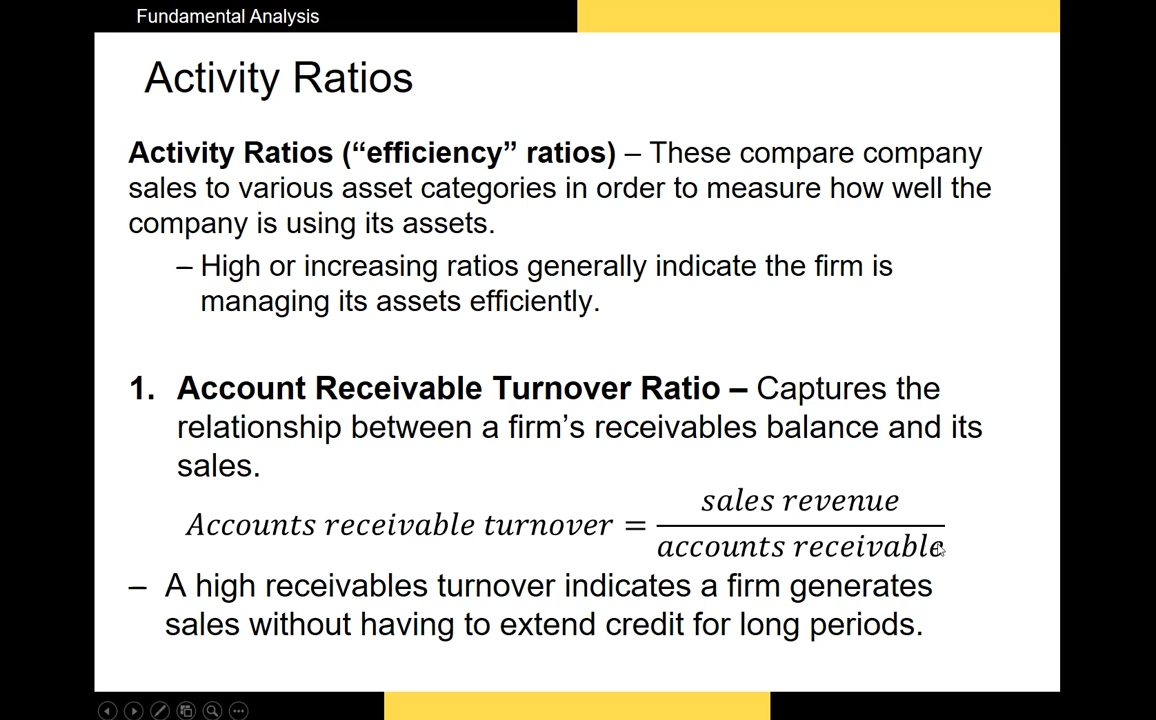 Fundamental Analysis
Activity Ratios
Activity Ratios (“efficiency” ratios) – These compare company
sales to various asset categories in order to measure how well the
company is using its assets.
– High or increasing ratios generally indicate the firm is
managing its assets efficiently.
1. Account Receivable Turnover Ratio – Captures the
relationship between a firm’s receivables balance and its
sales.
Accounts receivable turnover = sales revenue / accounts receivable
– A high receivables turnover indicates a firm generates
sales without having to extend credit for long periods.